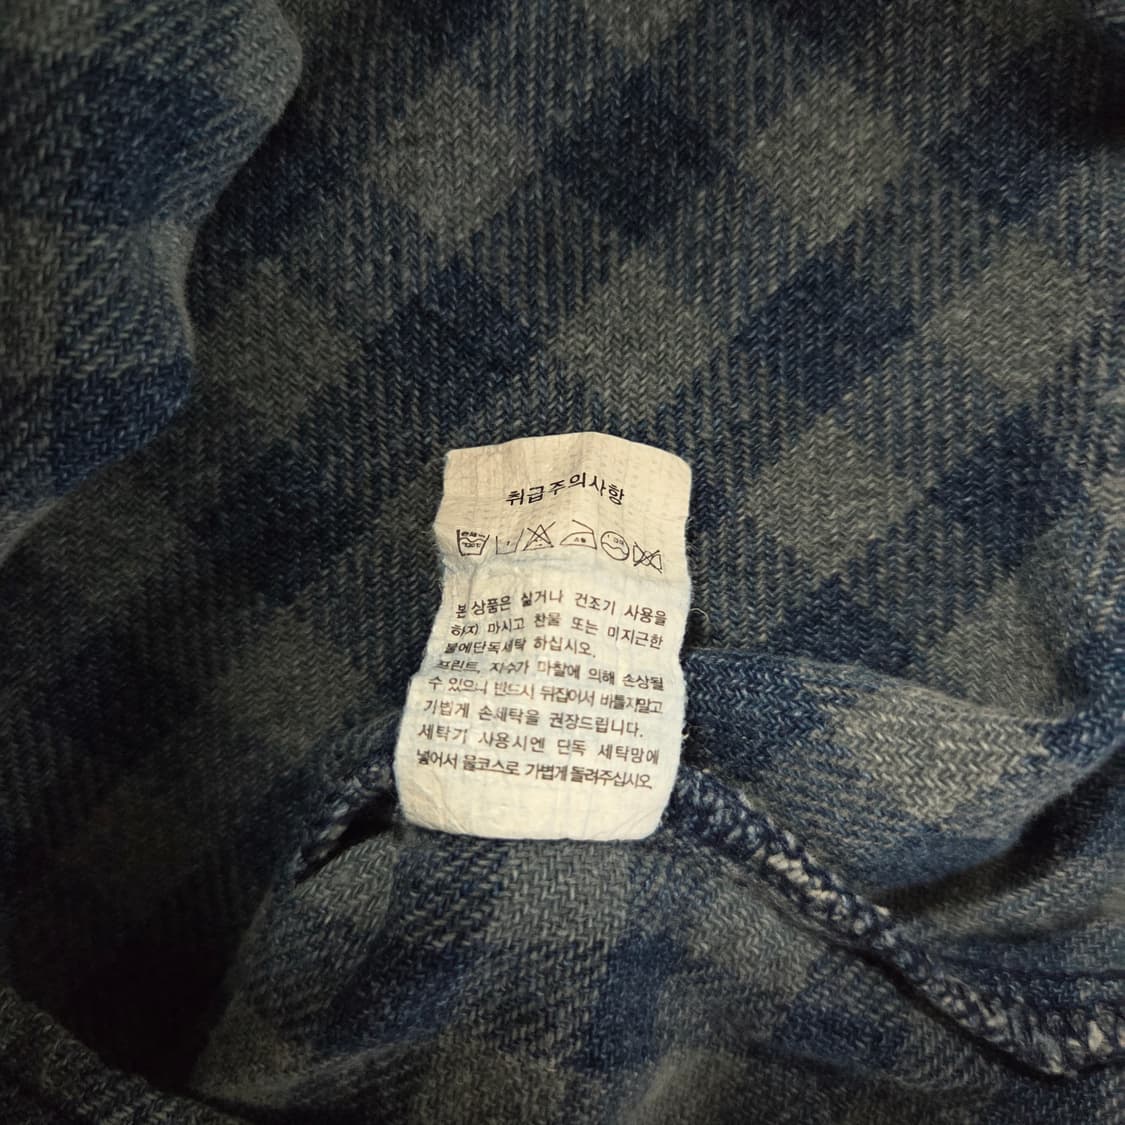 취급주의사항
본 상품은 삶거나 건조기 사용을
하지 마시고 찬물 또는 미지근한
물에단독세탁 하십시오.
프린트, 자수가 마찰에 의해 손상될
수 있으니 반드시 뒤집어서 비틀지말고
가볍게 손세탁을 권장드립니다.
세탁기 사용시엔 단독 세탁망에
넣어서 울코스로 가볍게돌려주십시오.